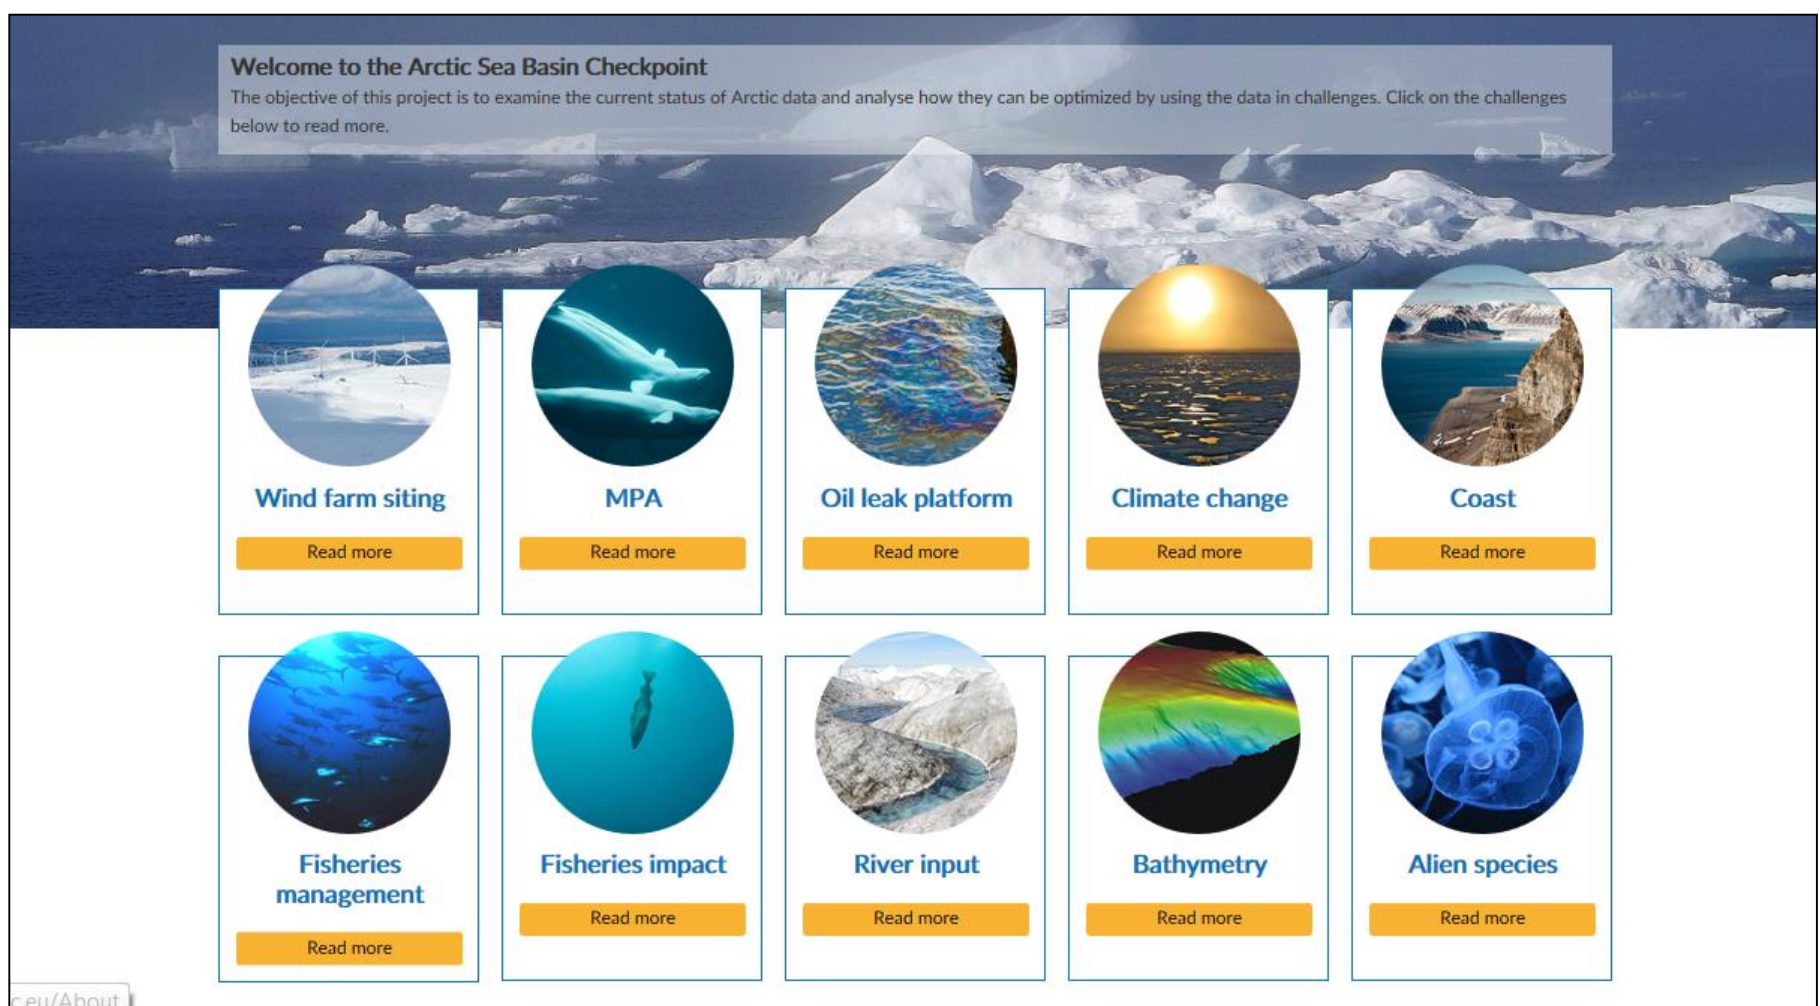 Welcome to the Arctic Sea Basin Checkpoint
The objective of this project is to examine the current status of Arctic data and analyse how they can be optimized by using the data in challenges. Click on the challenges
below to read more.
Wind farm siting
Read more
MPA
Read more
Oil leak platform
Read more
Climate change
Read more
Coast
Read more
Fisheries
management
Read more
Fisheries impact
Read more
River input
Read more
Bathymetry
Read more
Alien species
Read more
c.eu/About